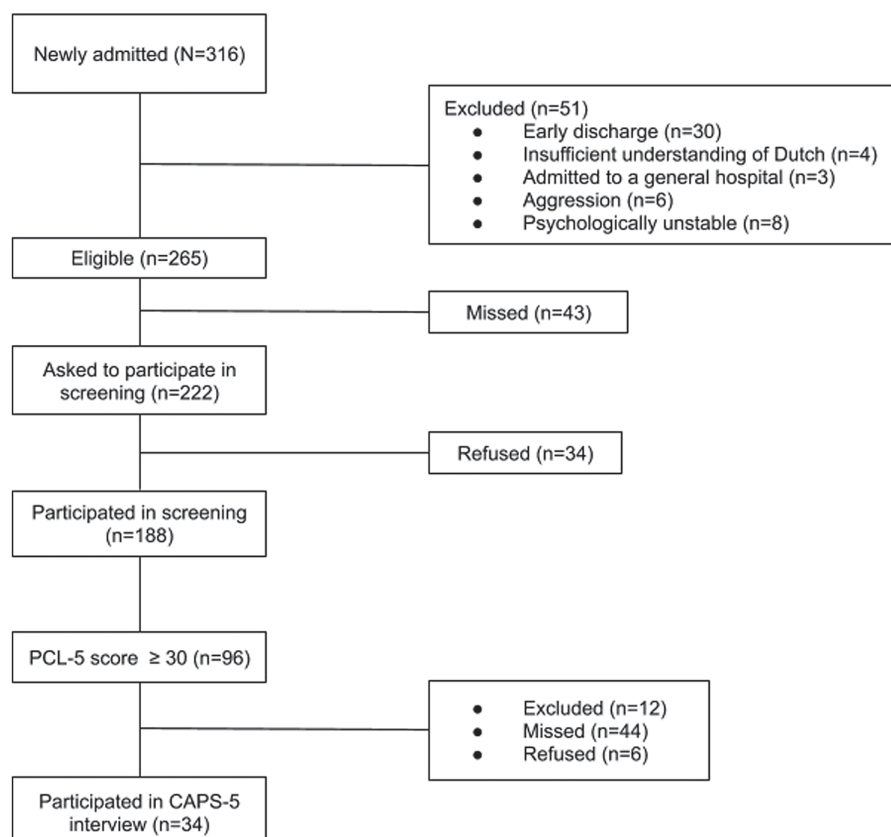 Newly admitted (N=316)
Excluded (n=51)
● Early discharge (n=30)
● Insufficient understanding of Dutch (n=4)
● Admitted to a general hospital (n=3)
● Aggression (n=6)
● Psychologically unstable (n=8)
Eligible (n=265)
Missed (n=43)
Asked to participate in
screening (n=222)
Refused (n=34)
Participated in screening
(n=188)
PCL-5 score ≥ 30 (n=96)
● Excluded (n=12)
● Missed (n=44)
● Refused (n=6)
Participated in CAPS-5
interview (n=34)